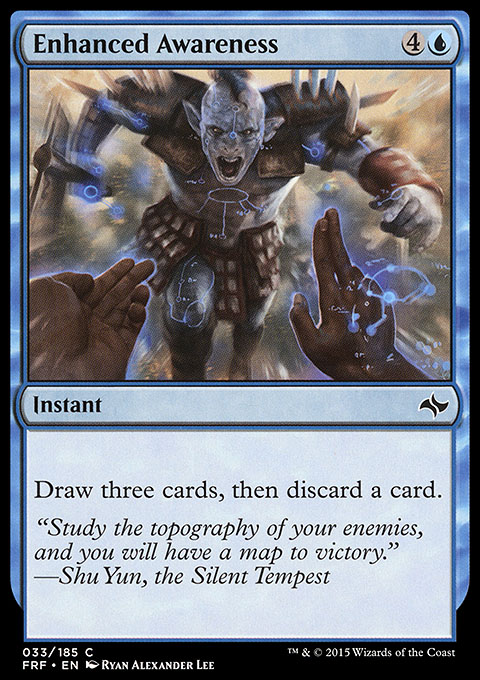 Enhanced Awareness 4
Instant
Draw three cards, then discard a card.
“Study the topography of your enemies,
and you will have a map to victory.”
—Shu Yun, the Silent Tempest
033/185 C
FRF • EN Ryan Alexander Lee
™ & © 2015 Wizards of the Coast